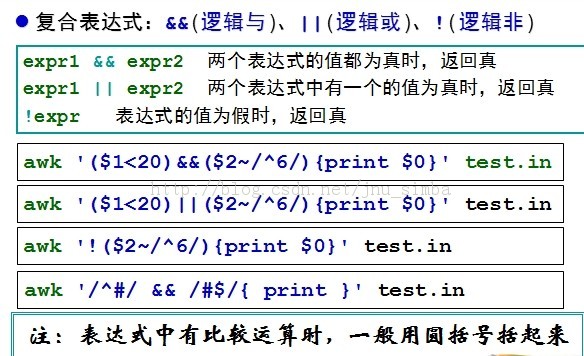 ● 复合表达式：&&(逻辑与)、||(逻辑或)、!(逻辑非)
expr1 && expr2 两个表达式的值都为真时，返回真
expr1 || expr2 两个表达式中有一个的值为真时，返回真
!expr 表达式的值为假时，返回真
awk '($1<20)&&($2~/^6/){print $0}' test.in
http://blog.csdn.net/jnu_simba
awk '($1<20)||($2~/^6/){print $0}' test.in
awk '!($2~/^6/){print $0}' test.in
awk '/^#/ && /#$/{ print }' test.in
注：表达式中有比较运算时，一般用圆括号括起来